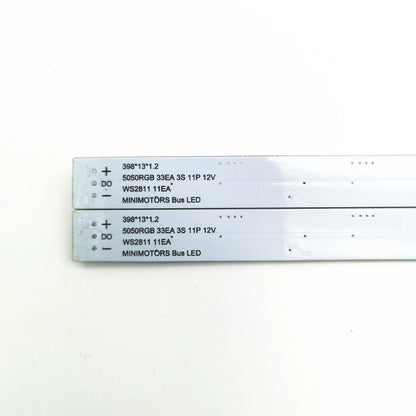 +
DO
−
398*13*1.2
5050RGB 33EA 3S 11P 12V
WS2811 11EA
MINIMOTORS Bus LED
+
DO
−
398*13*1.2
5050RGB 33EA 3S 11P 12V
WS2811 11EA
MINIMOTORS Bus LED